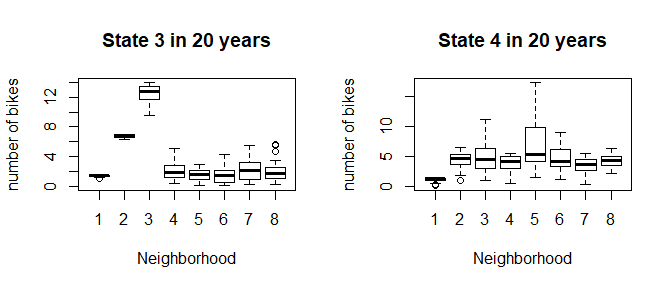 State 3 in 20 years
number of bikes
0 4 8 12
1 2 3 4 5 6 7 8
Neighborhood
State 4 in 20 years
number of bikes
0 5 10
1 2 3 4 5 6 7 8
Neighborhood